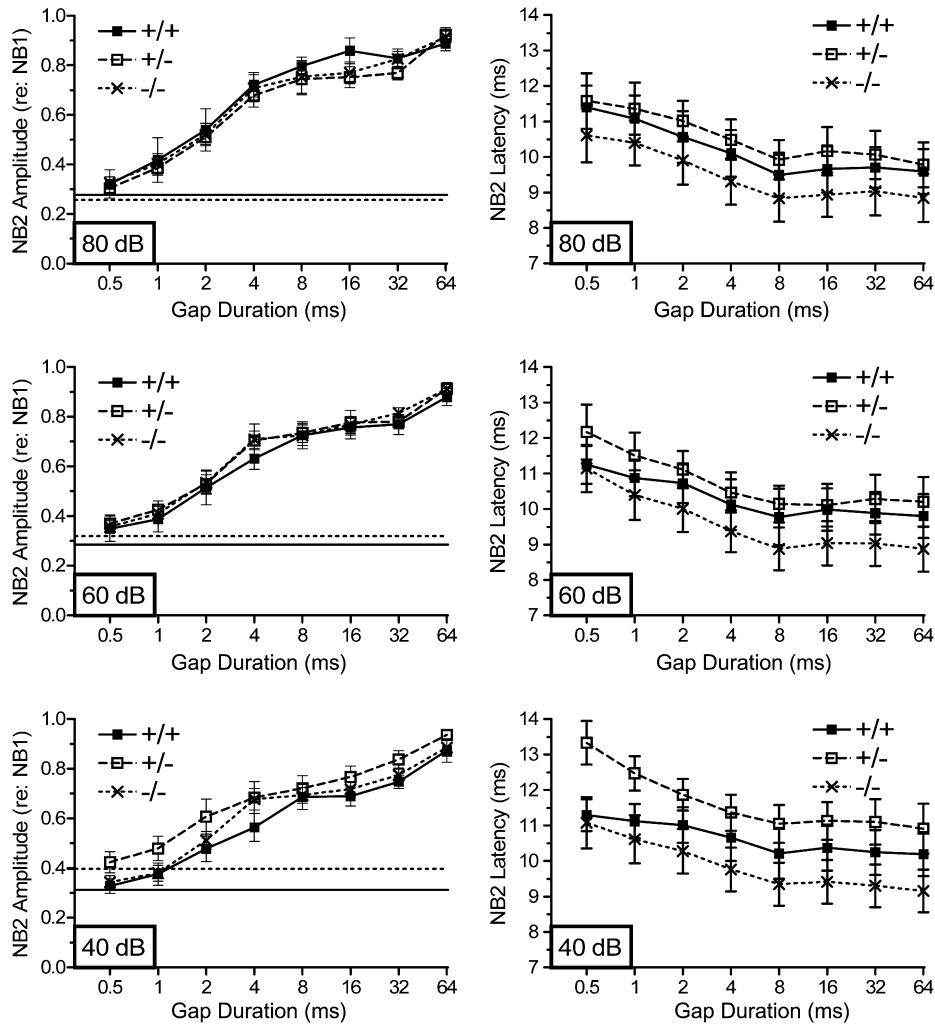 NB2 Amplitude (re: NB1)
1.0
0.8
0.6
0.4
0.2
0.0
+/+
+/-
-/-
80 dB
0.5 1 2 4 8 16 32 64
Gap Duration (ms)
NB2 Latency (ms)
14
13
12
11
10
9
8
7
+/+
+/-
-/-
80 dB
0.5 1 2 4 8 16 32 64
Gap Duration (ms)
NB2 Amplitude (re: NB1)
1.0
0.8
0.6
0.4
0.2
0.0
+/+
+/-
-/-
60 dB
0.5 1 2 4 8 16 32 64
Gap Duration (ms)
NB2 Latency (ms)
14
13
12
11
10
9
8
7
+/+
+/-
-/-
60 dB
0.5 1 2 4 8 16 32 64
Gap Duration (ms)
NB2 Amplitude (re: NB1)
1.0
0.8
0.6
0.4
0.2
0.0
+/+
+/-
-/-
40 dB
0.5 1 2 4 8 16 32 64
Gap Duration (ms)
NB2 Latency (ms)
14
13
12
11
10
9
8
7
+/+
+/-
-/-
40 dB
0.5 1 2 4 8 16 32 64
Gap Duration (ms)